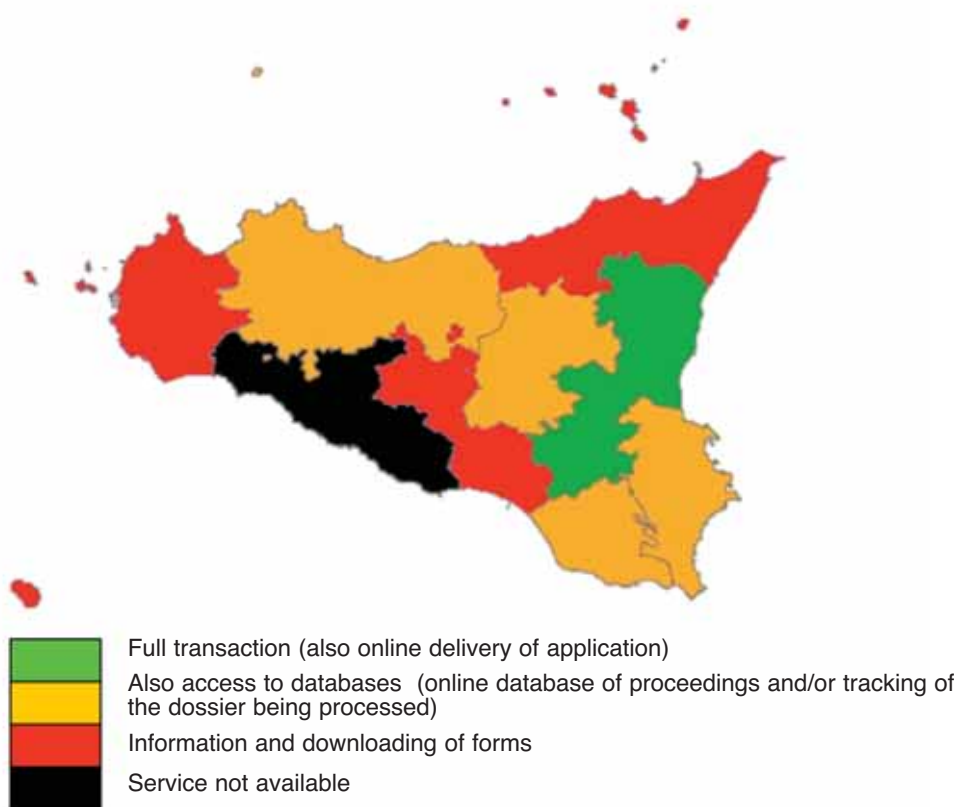 Full transaction (also online delivery of application)
Also access to databases (online database of proceedings and/or tracking of
the dossier being processed)
Information and downloading of forms
Service not available